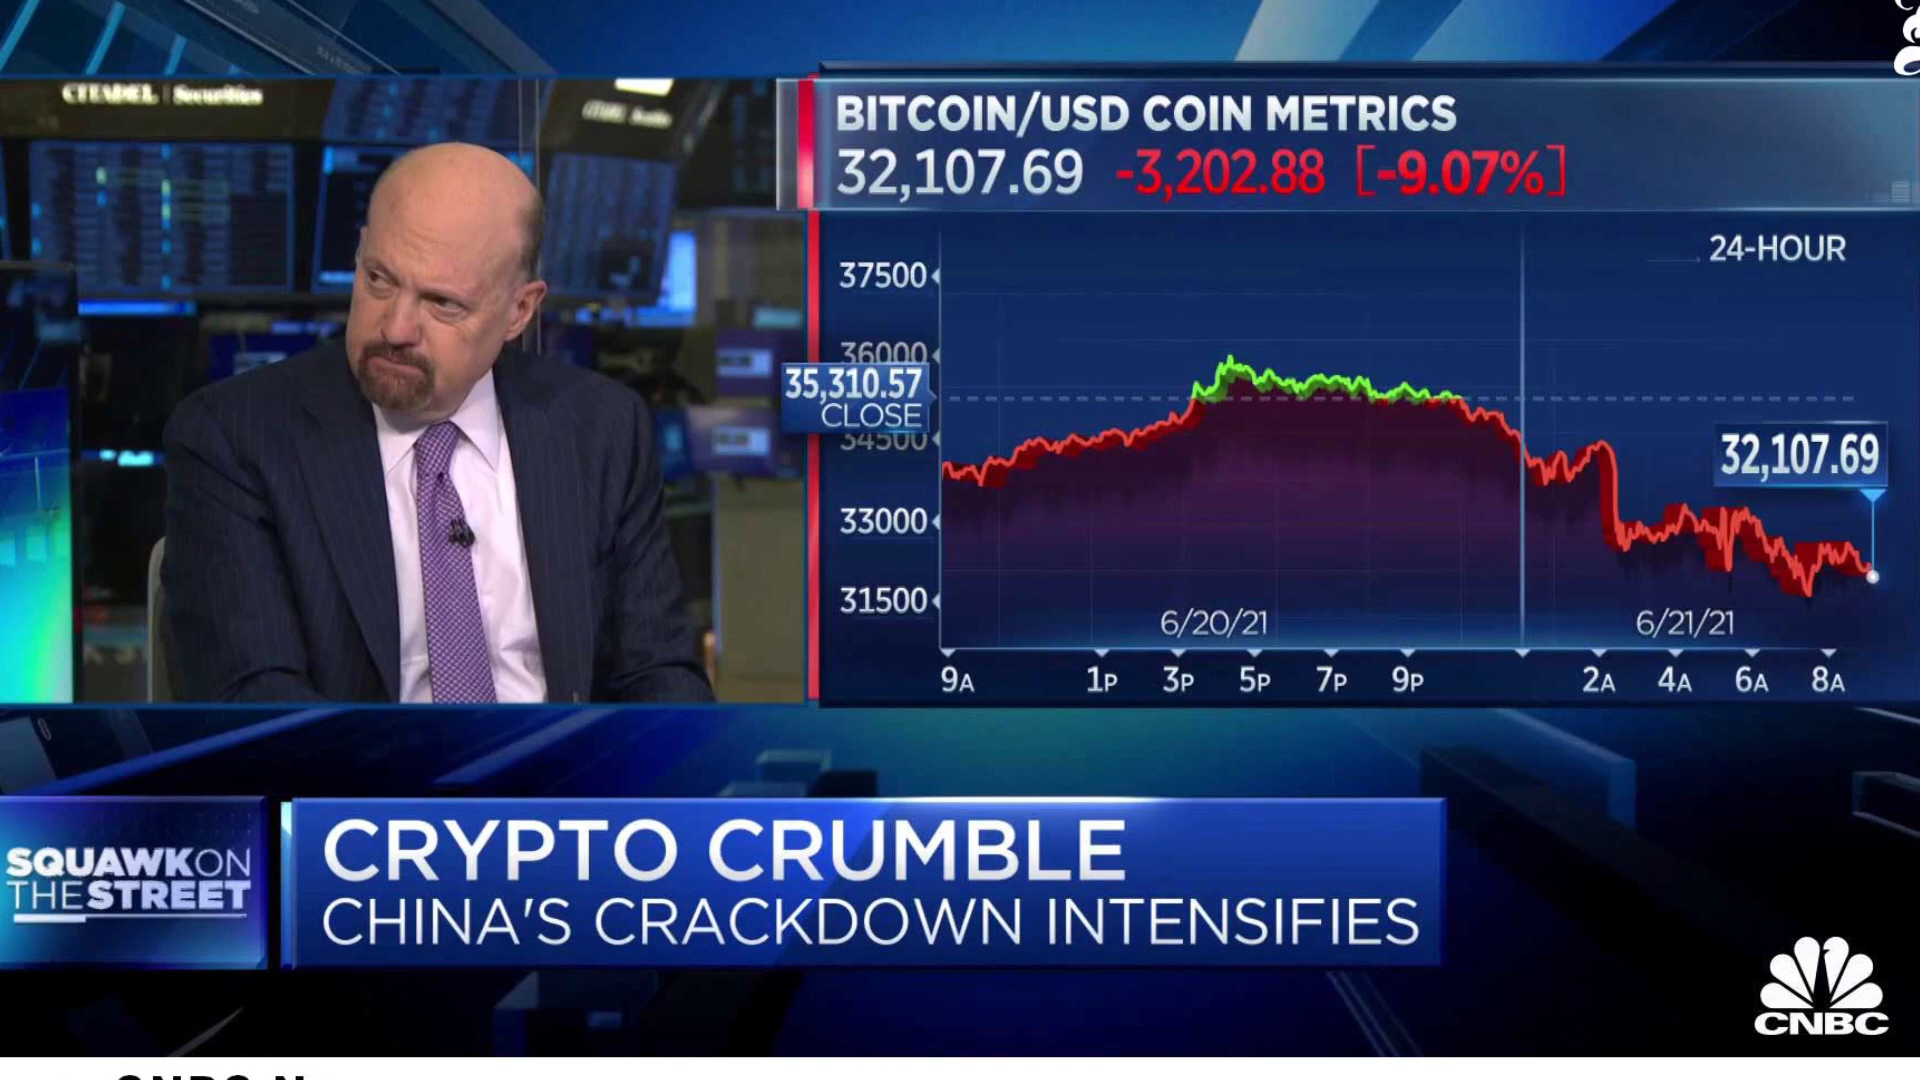 CITADEL | Securities
BITCOIN/USD COIN METRICS
32,107.69 -3,202.88 [-9.07%]
24-HOUR
37500
36000
35,310.57
CLOSE
34500
32,107.69
33000
31500
6/20/21 6/21/21
9A 1P 3P 5P 7P 9P 2A 4A 6A 8A
SQUAWK ON
THE STREET
CRYPTO CRUMBLE
CHINA'S CRACKDOWN INTENSIFIES
CNBC